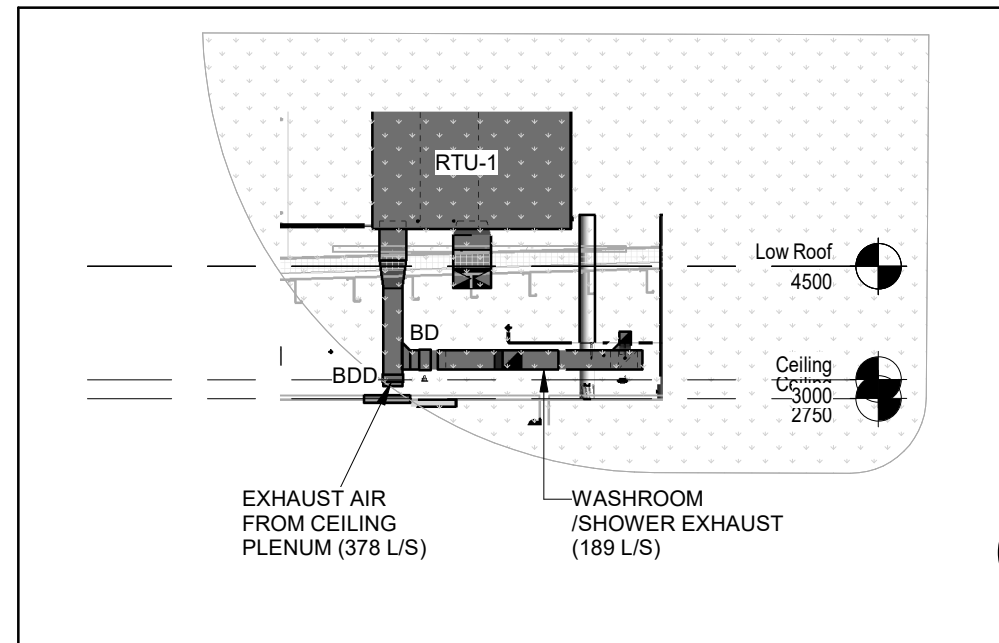 RTU-1
Low Roof
4500
BD
BDD
Ceiling
Ceiling
3000
2750
EXHAUST AIR
FROM CEILING
PLENUM (378 L/S)
WASHROOM
/SHOWER EXHAUST
(189 L/S)